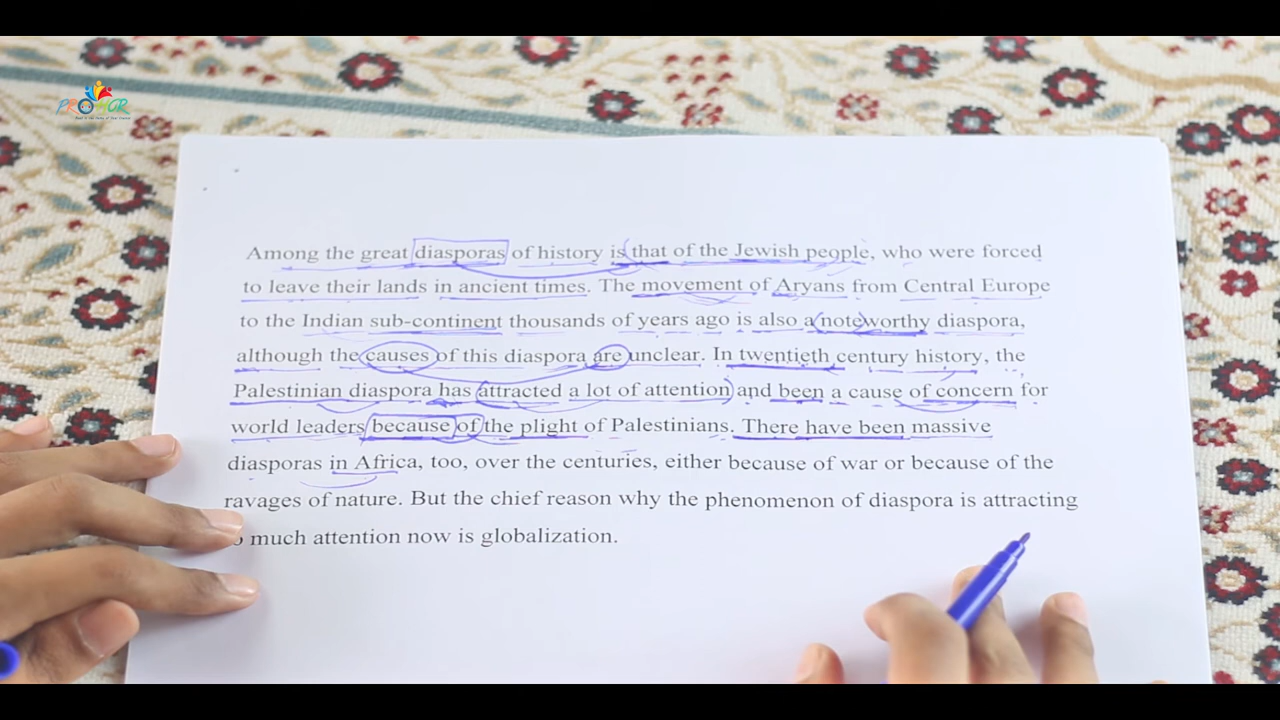 Among the great diasporas of history is that of the Jewish people, who were forced
to leave their lands in ancient times. The movement of Aryans from Central Europe
to the Indian sub-continent thousands of years ago is also a noteworthy diaspora,
although the causes of this diaspora are unclear. In twentieth century history, the
Palestinian diaspora has attracted a lot of attention and been a cause of concern for
world leaders because of the plight of Palestinians. There have been massive
diasporas in Africa, too, over the centuries, either because of war or because of the
ravages of nature. But the chief reason why the phenomenon of diaspora is attracting
much attention now is globalization.